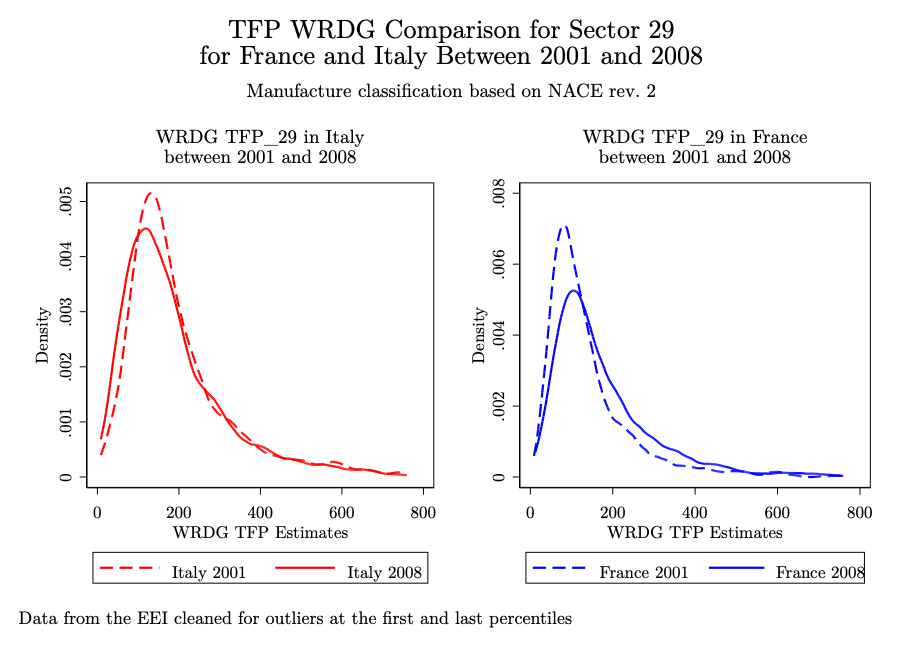 TFP WRDG Comparison for Sector 29
for France and Italy Between 2001 and 2008
Manufacture classification based on NACE rev. 2
WRDG TFP_29 in Italy
between 2001 and 2008
Density
0
.001
.002
.003
.004
.005
0 200 400 600 800
WRDG TFP Estimates
Italy 2001 Italy 2008
WRDG TFP_29 in France
between 2001 and 2008
Density
0
.002
.004
.006
.008
0 200 400 600 800
WRDG TFP Estimates
France 2001 France 2008
Data from the EEI cleaned for outliers at the first and last percentiles